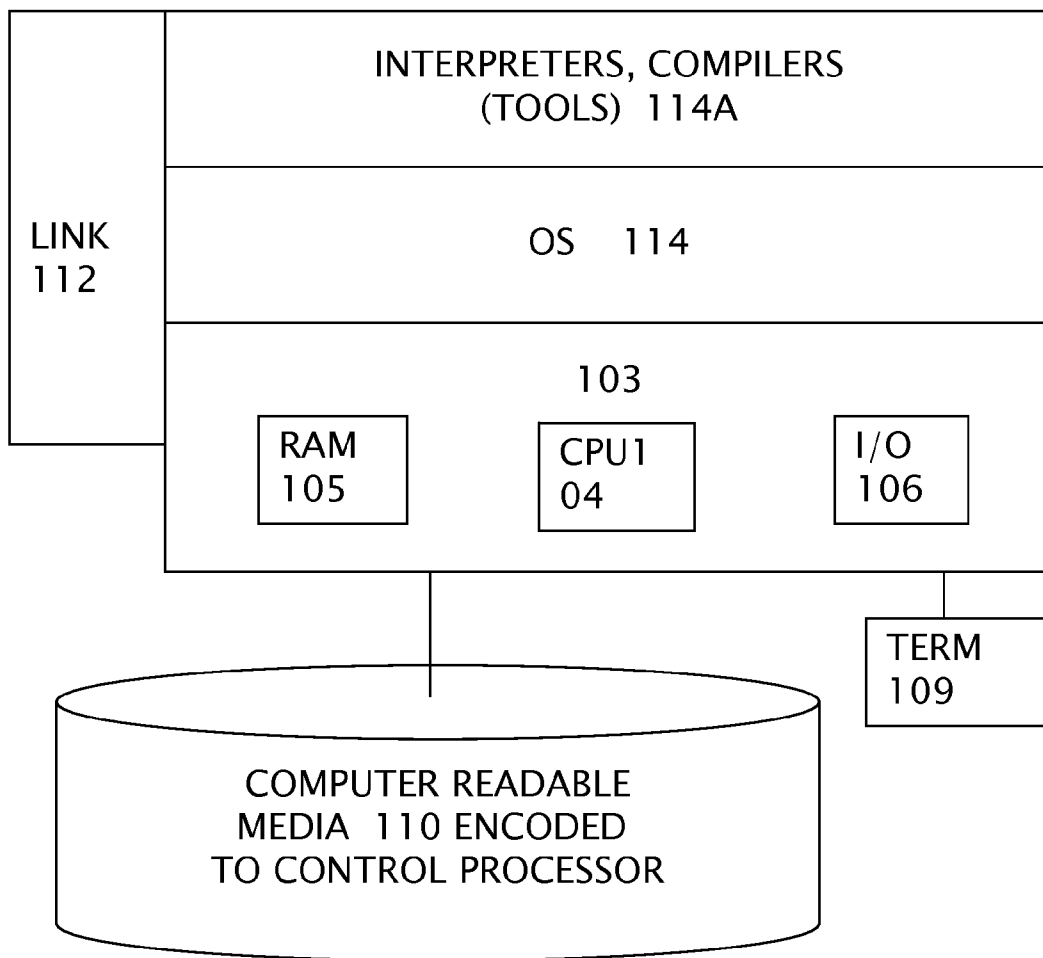 INTERPRETERS, COMPILERS
(TOOLS) 114A
LINK
112
OS 114
103
RAM
105
CPU1
04
I/O
106
TERM
109
COMPUTER READABLE
MEDIA 110 ENCODED
TO CONTROL PROCESSOR